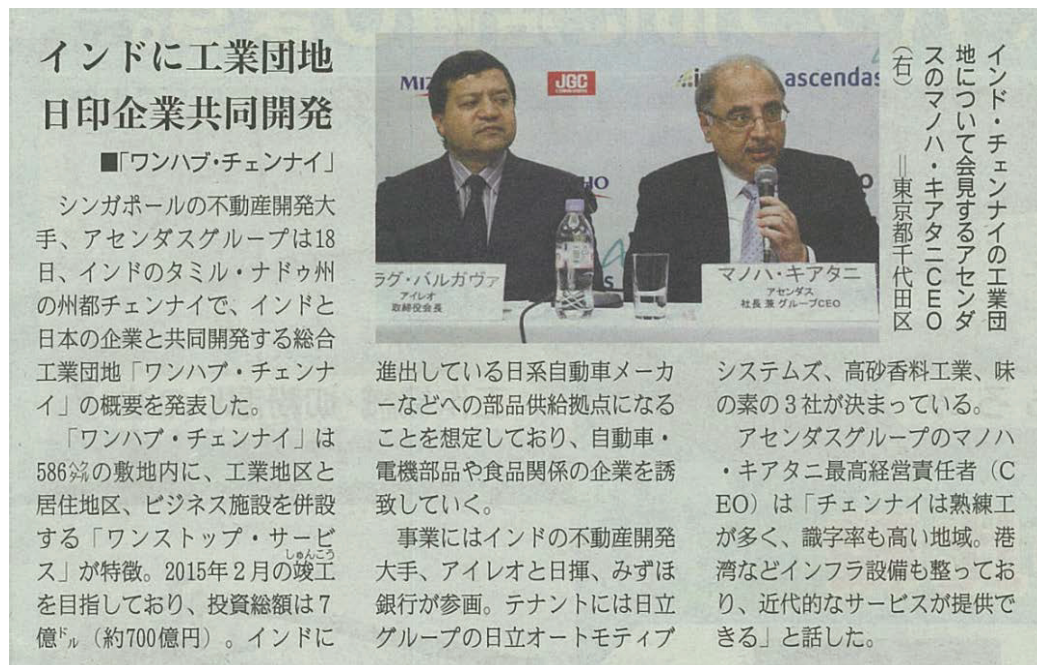 インドに工業団地
日印企業共同開発
■「ワンハブ・チェンナイ」
シンガポールの不動産開発大
手、アセンダスグループは18
日、インドのタミル・ナドゥ州
の州都チェンナイで、インドと
日本の企業と共同開発する総合
工業団地「ワンハブ・チェンナ
イ」の概要を発表した。
「ワンハブ・チェンナイ」は
586㌶の敷地内に、工業地区と
居住地区、ビジネス施設を併設
する「ワンストップ・サービ
しゅんこう
ス」が特徴。2015年2月の竣工
を目指しており、投資総額は7
億㌦（約700億円）。インドに
MIZ
JGC
ascendas
HO
s
ラグ・バルガヴァ
アイレオ
取締役会長
マノハ・キアタニ
アセンダス
社長 兼 グループCEO
インド・チェンナイの工業団
地について会見するアセンダ
スのマノハ・キアタニCEO
（右）　＝東京都千代田区
進出している日系自動車メーカ
ーなどへの部品供給拠点になる
ことを想定しており、自動車・
電機部品や食品関係の企業を誘
致していく。
事業にはインドの不動産開発
大手、アイレオと日揮、みずほ
銀行が参画。テナントには日立
グループの日立オートモティブ
システムズ、高砂香料工業、味
の素の3社が決まっている。
アセンダスグループのマノハ
・キアタニ最高経営責任者（C
EO）は「チェンナイは熟練工
が多く、識字率も高い地域。港
湾などインフラ設備も整ってお
り、近代的なサービスが提供で
きる」と話した。